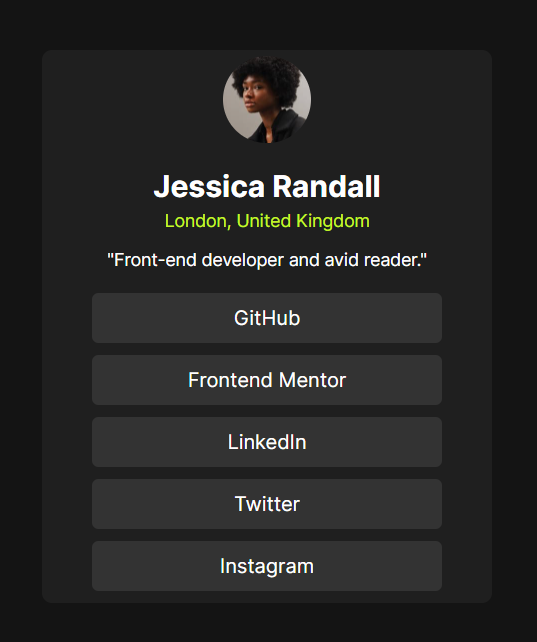 Jessica Randall
London, United Kingdom
"Front-end developer and avid reader."
GitHub
Frontend Mentor
LinkedIn
Twitter
Instagram